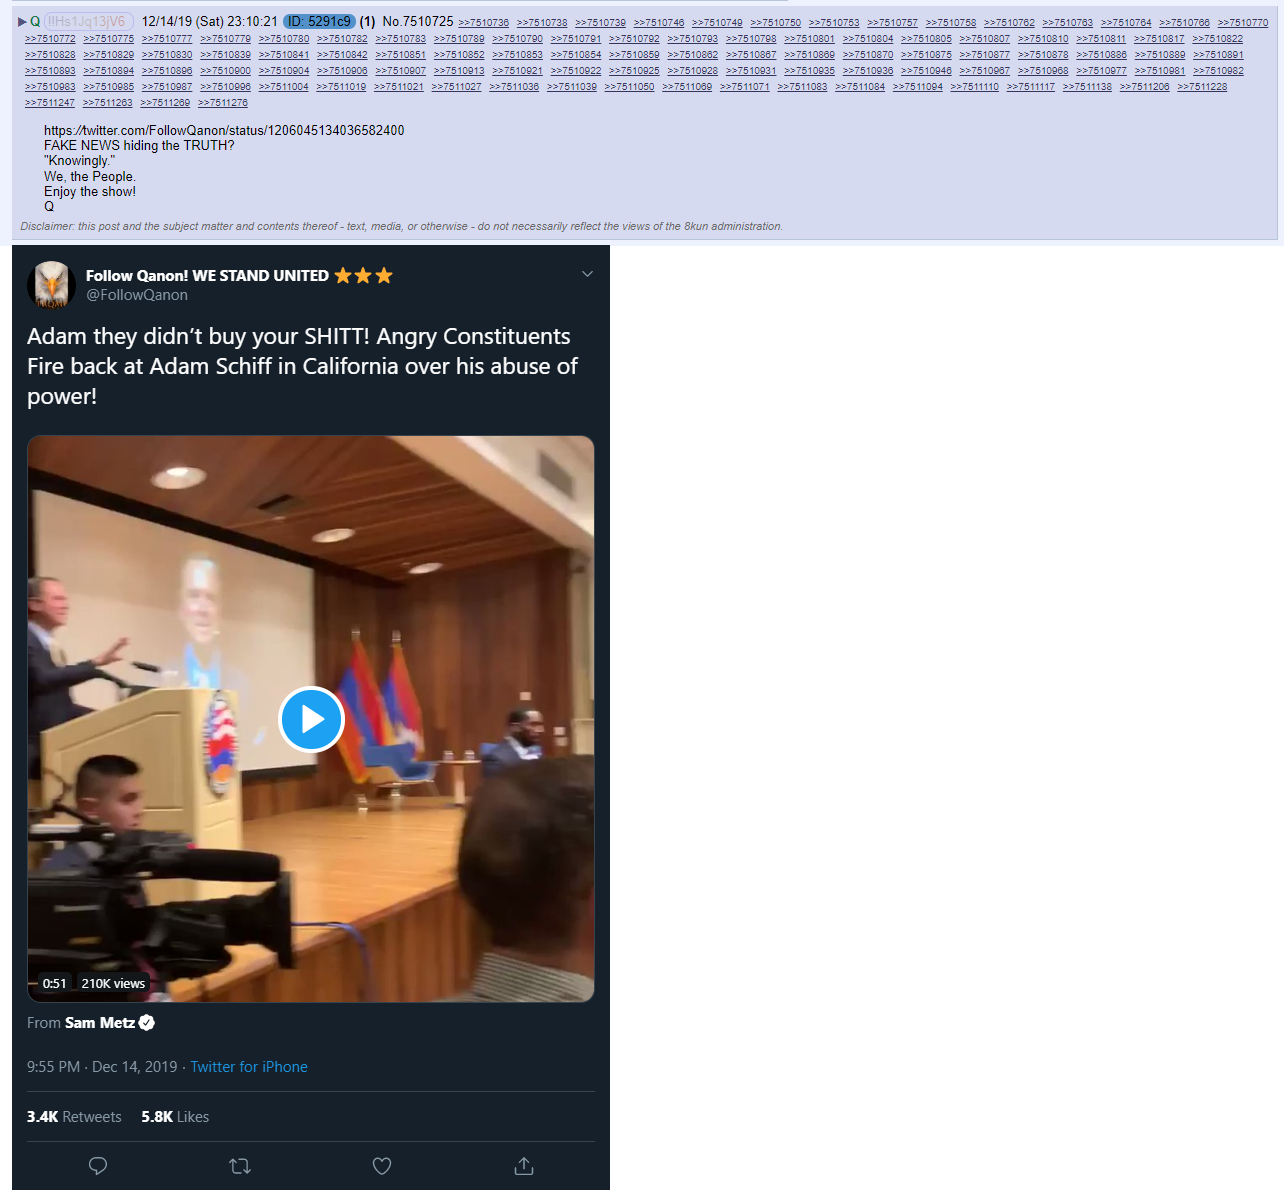 ▶ Q !!Hs1Jq13jV6 12/14/19 (Sat) 23:10:21 ID: 5291c9 (1) No.7510725 >>7510736 >>7510738 >>7510739 >>7510746 >>7510749 >>7510750 >>7510753 >>7510757 >>7510758 >>7510762 >>7510763 >>7510764 >>7510766 >>7510770
>>7510772 >>7510775 >>7510777 >>7510779 >>7510780 >>7510782 >>7510783 >>7510789 >>7510790 >>7510791 >>7510792 >>7510793 >>7510798 >>7510801 >>7510804 >>7510805 >>7510807 >>7510810 >>7510811 >>7510817 >>7510822
>>7510828 >>7510829 >>7510830 >>7510839 >>7510841 >>7510842 >>7510851 >>7510852 >>7510853 >>7510854 >>7510859 >>7510862 >>7510867 >>7510869 >>7510870 >>7510875 >>7510877 >>7510878 >>7510886 >>7510889 >>7510891
>>7510893 >>7510894 >>7510896 >>7510900 >>7510904 >>7510906 >>7510907 >>7510913 >>7510921 >>7510922 >>7510925 >>7510928 >>7510931 >>7510935 >>7510936 >>7510946 >>7510967 >>7510968 >>7510977 >>7510981 >>7510982
>>7510983 >>7510985 >>7510987 >>7510996 >>7511004 >>7511019 >>7511021 >>7511027 >>7511036 >>7511039 >>7511050 >>7511069 >>7511071 >>7511083 >>7511084 >>7511094 >>7511110 >>7511117 >>7511138 >>7511206 >>7511228
>>7511247 >>7511263 >>7511269 >>7511276
https://twitter.com/FollowQanon/status/1206045134036582400
FAKE NEWS hiding the TRUTH?
"Knowingly."
We, the People.
Enjoy the show!
Q
Disclaimer: this post and the subject matter and contents thereof - text, media, or otherwise - do not necessarily reflect the views of the 8kun administration.
Follow Qanon! WE STAND UNITED ⭐⭐⭐
@FollowQanon
Adam they didn’t buy your SHITT! Angry Constituents
Fire back at Adam Schiff in California over his abuse of
power!
0:51 210K views
From Sam Metz
9:55 PM · Dec 14, 2019 · Twitter for iPhone
3.4K Retweets 5.8K Likes